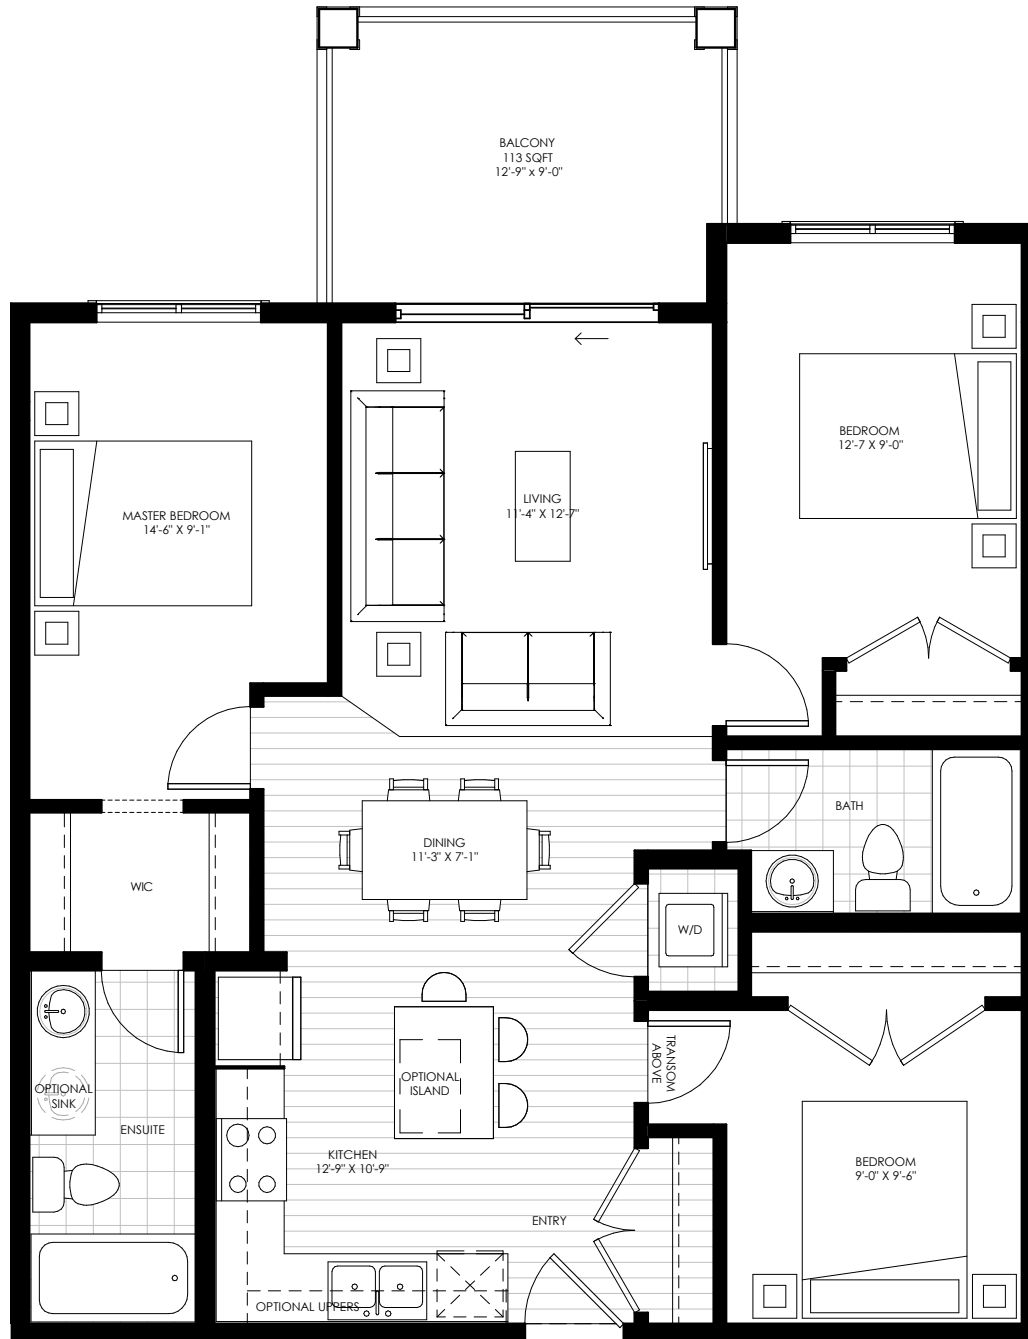 BALCONY
113 SQFT
12'-9" x 9'-0"
BEDROOM
12'-7 X 9'-0"
LIVING
11'-4" X 12'-7"
MASTER BEDROOM
14'-6" X 9'-1"
BATH
DINING
11'-3" X 7'-1"
WIC
W/D
TRANSOM
ABOVE
OPTIONAL
ISLAND
OPTIONAL
SINK
ENSUITE
KITCHEN
12'-9" X 10'-9"
BEDROOM
9'-0" X 9'-6"
ENTRY
OPTIONAL UPPERS